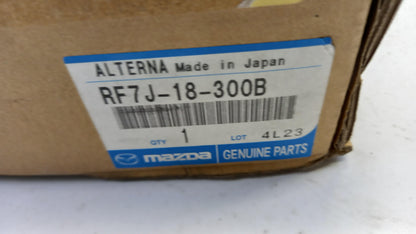 ALTERNA Made in Japan
RF7J-18-300B
QTY 1 LOT 4L23
mazda GENUINE PARTS